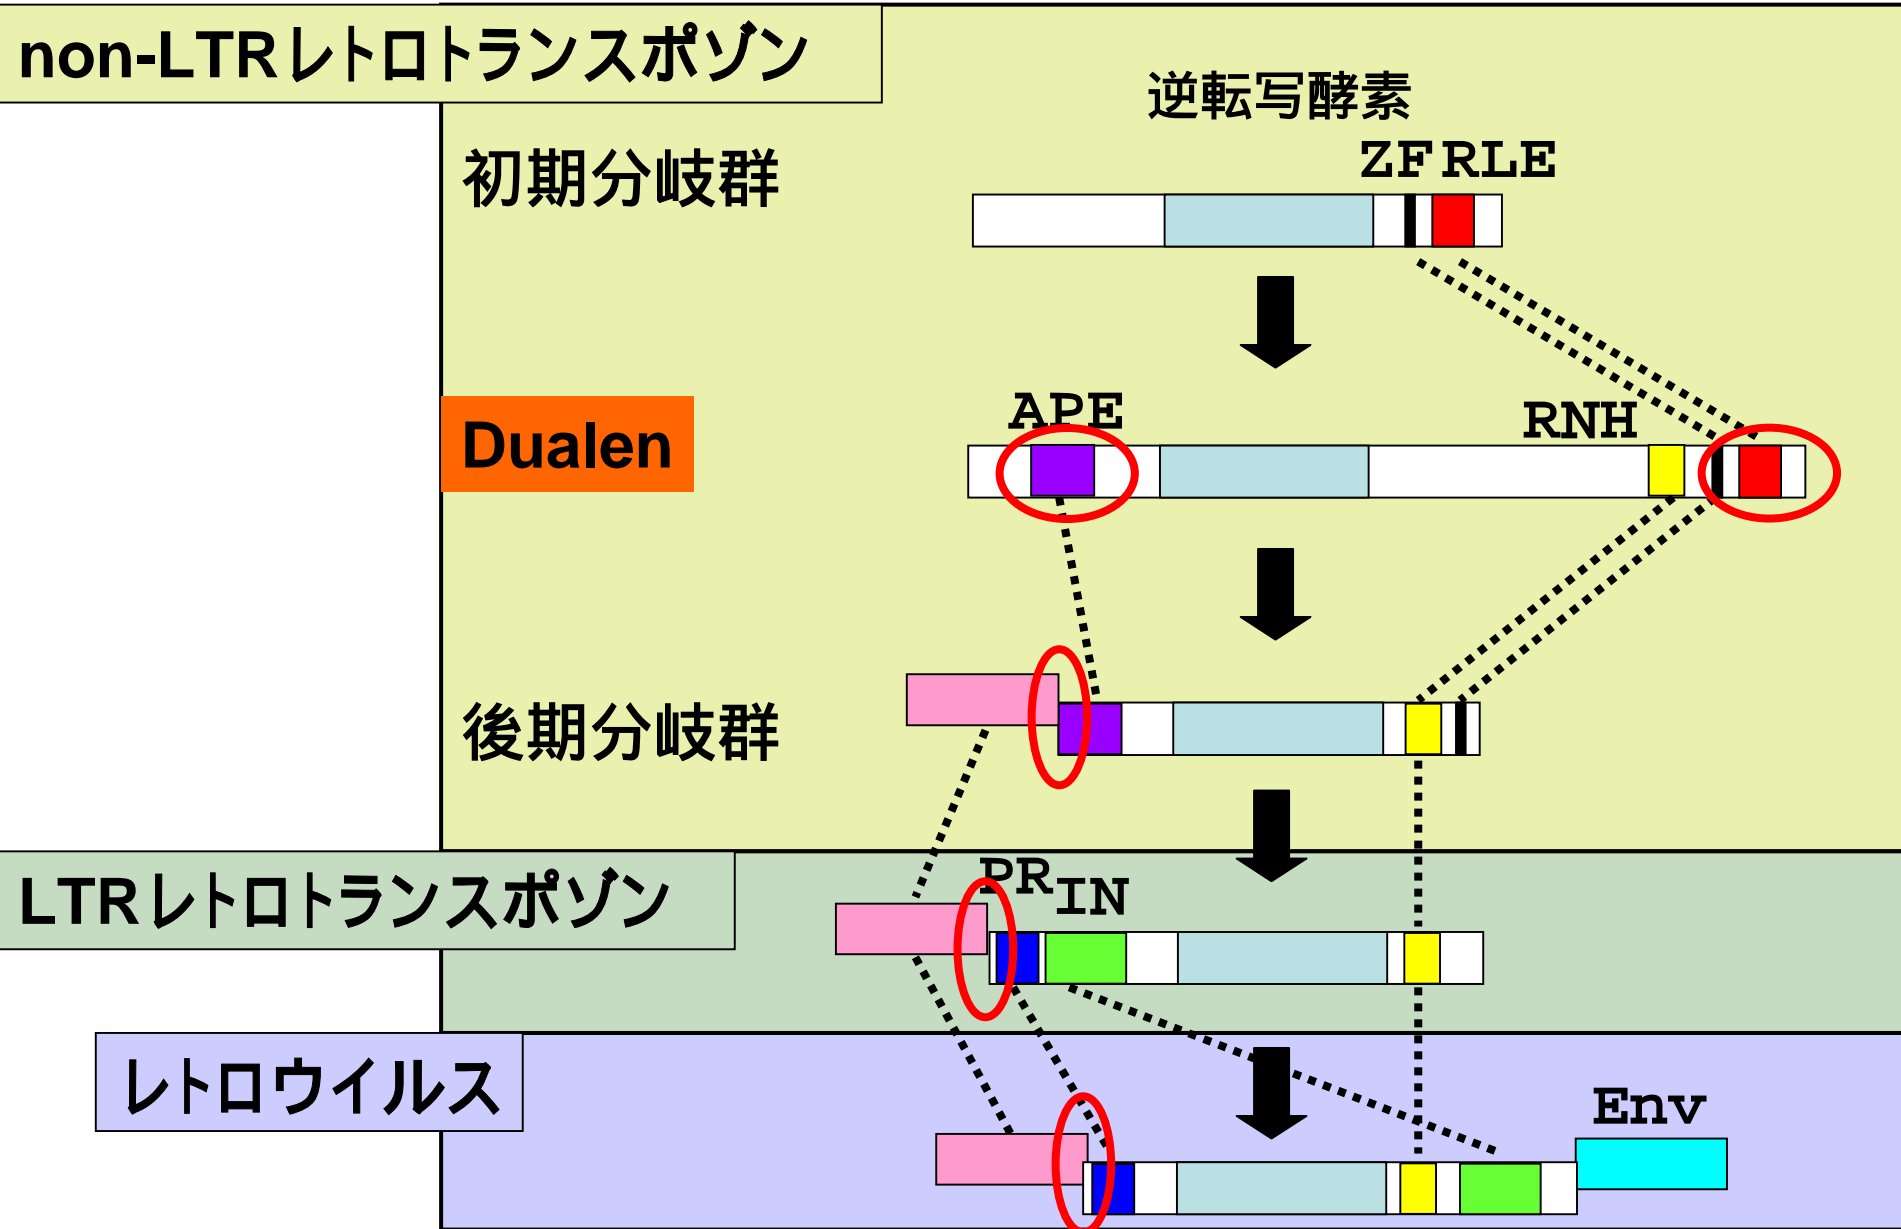 non-LTRレトロトランスポゾン
逆転写酵素
初期分岐群
ZF RLE
APE
RNH
Dualen
後期分岐群
LTRレトロトランスポゾン
PR IN
レトロウイルス
Env